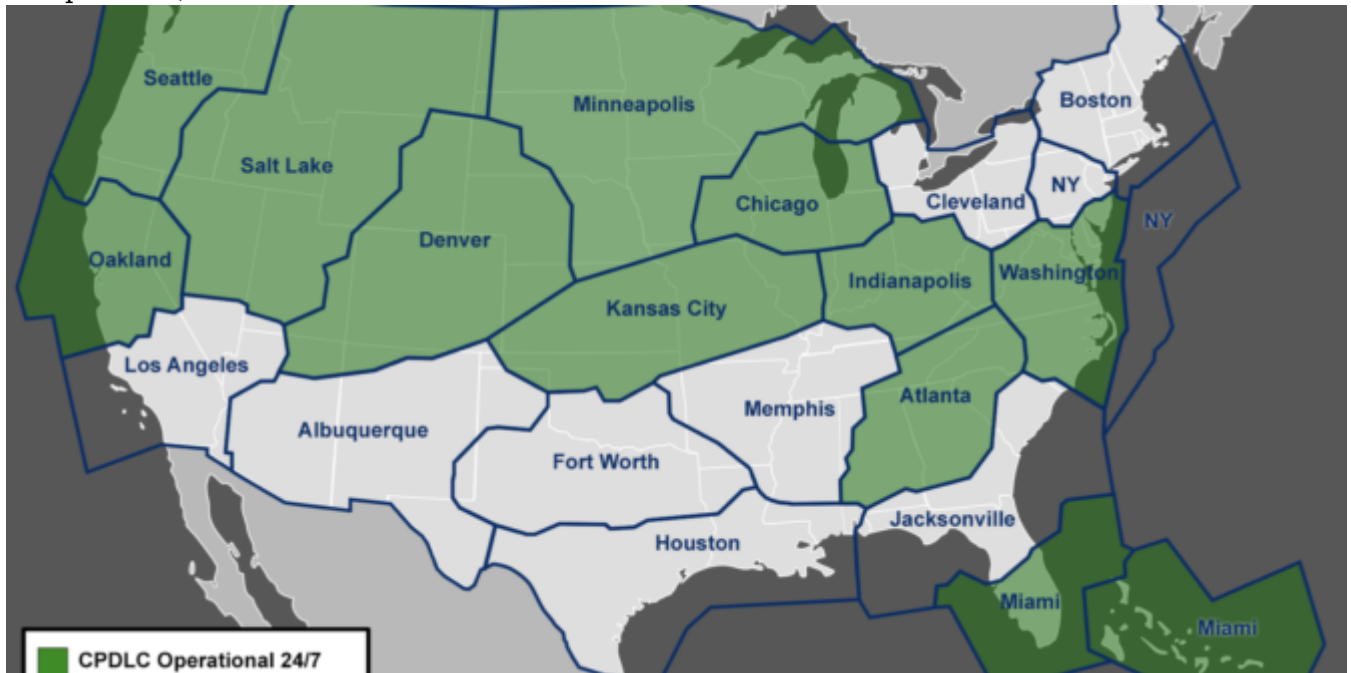 Seattle
Minneapolis
Boston
Salt Lake
NY
Chicago
Cleveland
NY
Denver
Oakland
Indianapolis
Washington
Kansas City
Los Angeles
Atlanta
Memphis
Albuquerque
Fort Worth
Jacksonville
Houston
Miami
Miami
CPDLC Operational 24/7